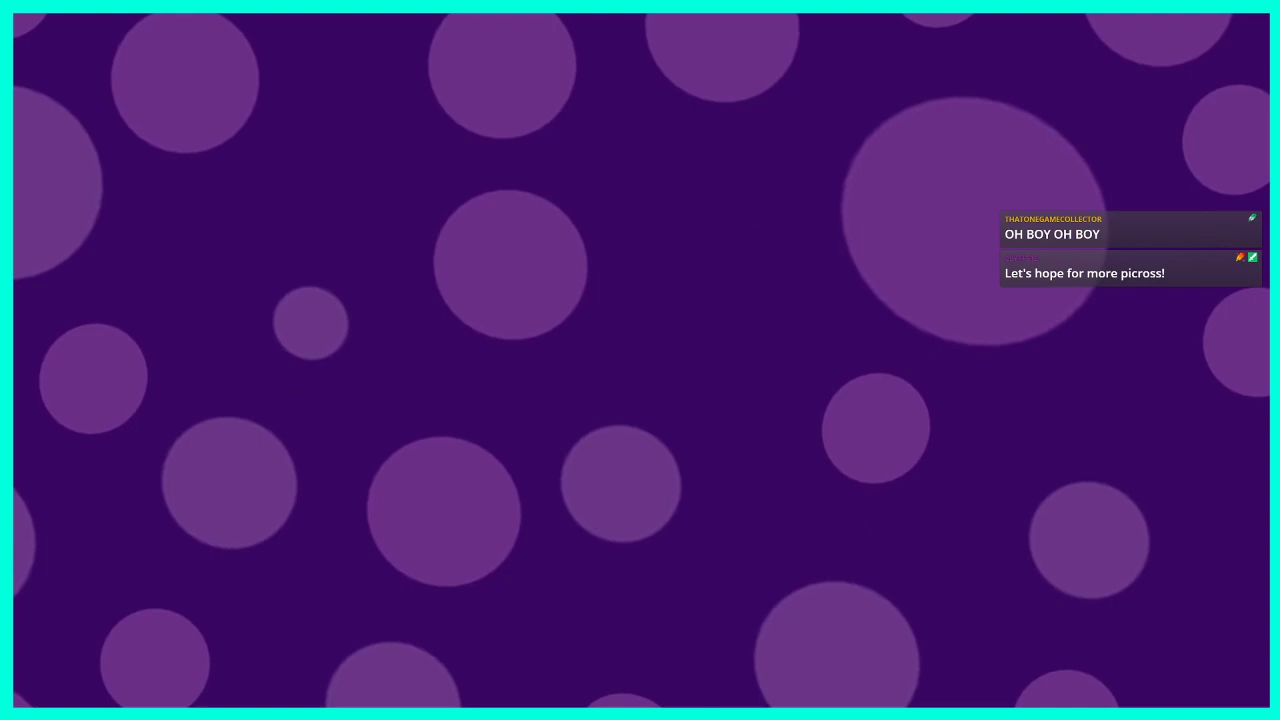 THATONEGAMECOLLECTOR
OH BOY OH BOY
Let's hope for more picross!